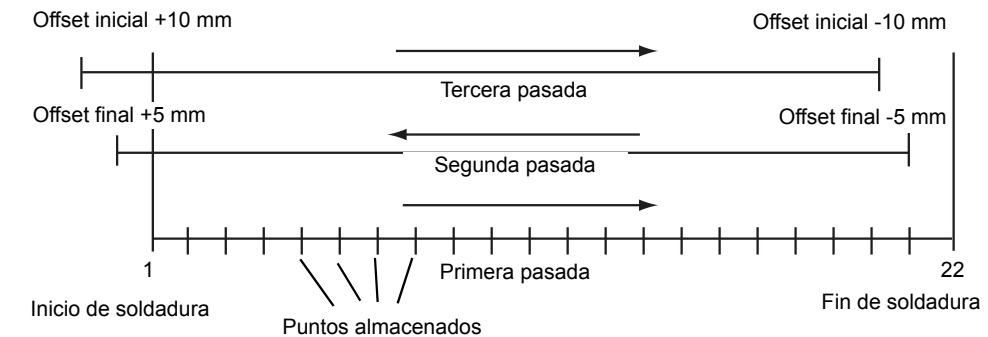 Offset inicial +10 mm
Offset inicial -10 mm
Tercera pasada
Offset final +5 mm
Offset final -5 mm
Segunda pasada
1
Primera pasada
22
Inicio de soldadura
Fin de soldadura
Puntos almacenados